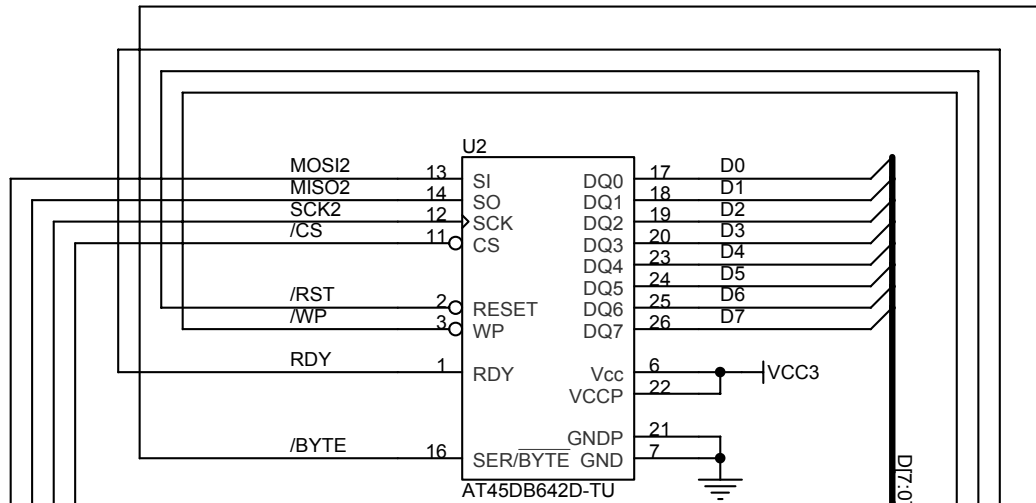 U2
MOSI2 13 SI DQ0 17 D0
MISO2 14 SO DQ1 18 D1
SCK2 12 SCK DQ2 19 D2
/CS 11 CS DQ3 20 D3
DQ4 23 D4
DQ5 24 D5
/RST 2 RESET DQ6 25 D6
/WP 3 WP DQ7 26 D7
RDY 1 RDY Vcc 6 VCC3
VCCP 22
GNDP 21
/BYTE 16 SER/BYTE GND 7
AT45DB642D-TU
D[7:0